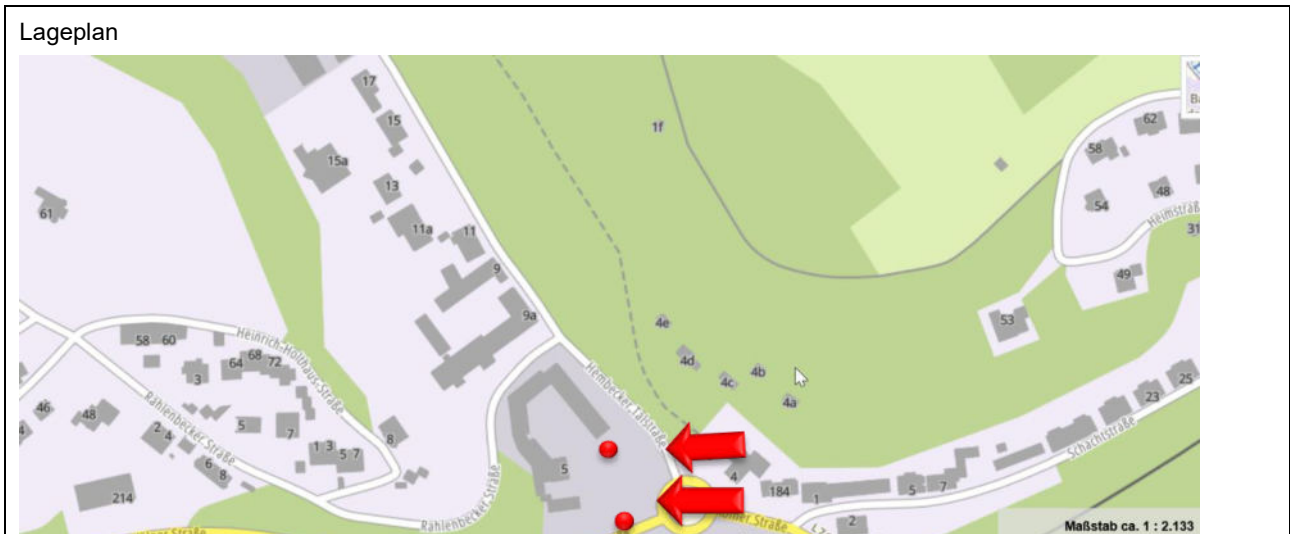 Lageplan
17
15
15a
13
61
11a
11
9
9a
1f
62
58
54
48
Heimstraß
31
49
53
4e
4d
4c
4b
4a
58 60
Heinrich-Holthaus-Straße
64 68 72
3
46
48
Rahlenbecker Straße
2 4
5
7
1 3 5 7
8
6 8
214
Hembecker Talstraße
5
4
184
1
5 7
23
25
Schachtstraße
2
Rahlenbecker Straße
Maßstab ca. 1 : 2.133